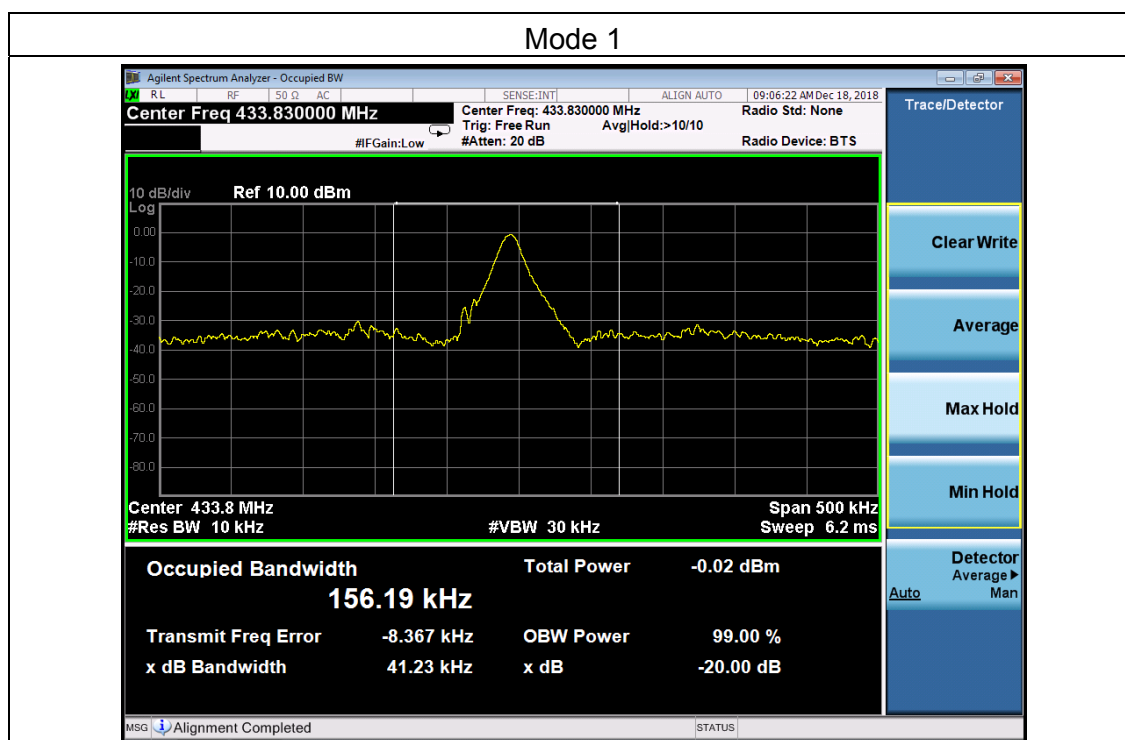 Mode 1
Agilent Spectrum Analyzer - Occupied BW
LXI RL RF 50 Ω AC SENSE:INT ALIGN AUTO 09:06:22 AM Dec 18, 2018
Center Freq 433.830000 MHz
Center Freq: 433.830000 MHz
Radio Std: None
Trig: Free Run Avg|Hold:>10/10
#IFGain:Low #Atten: 20 dB Radio Device: BTS
10 dB/div Ref 10.00 dBm
Log
0.00
-10.0
-20.0
-30.0
-40.0
-50.0
-60.0
-70.0
-80.0
Center 433.8 MHz Span 500 kHz
#Res BW 10 kHz #VBW 30 kHz Sweep 6.2 ms
Occupied Bandwidth Total Power -0.02 dBm
156.19 kHz
Transmit Freq Error -8.367 kHz OBW Power 99.00 %
x dB Bandwidth 41.23 kHz x dB -20.00 dB
Trace/Detector
Clear Write
Average
Max Hold
Min Hold
Detector
Average
Auto Man
MSG Alignment Completed STATUS